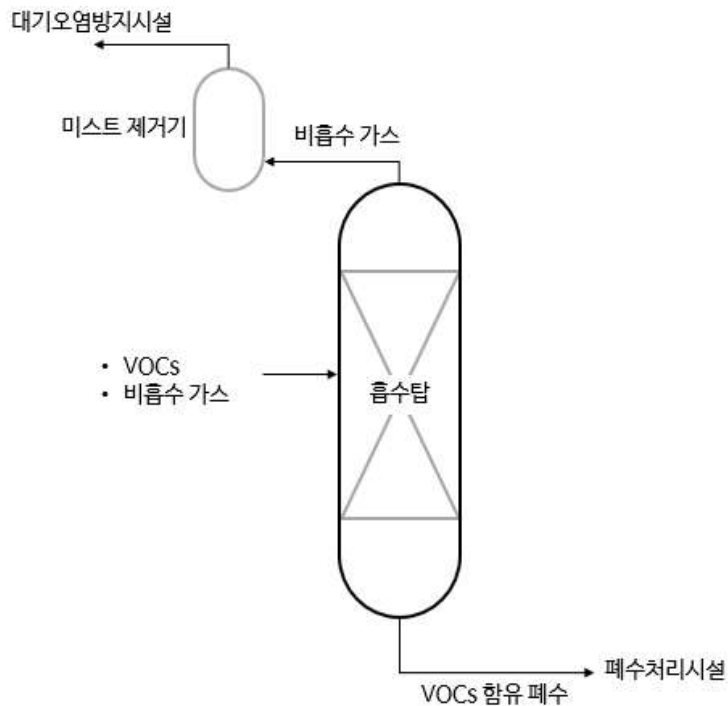 대기오염방지시설
미스트 제거기
비흡수 가스
• VOCs
• 비흡수 가스
흡수탑
폐수처리시설
VOCs 함유 폐수